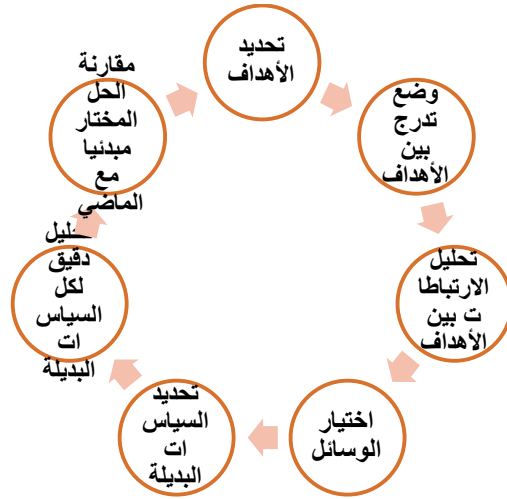 تحديد
الأهداف
وضع
تدرج
بين
الأهداف
تحليل
الارتباطا
ت بين
الأهداف
اختيار
الوسائل
تحديد
السياس
ات
البديلة
دقيق
لكل
السياس
ات
البديلة
مقارنة
الحل
المختار
مبدئيا
مع
الماضي